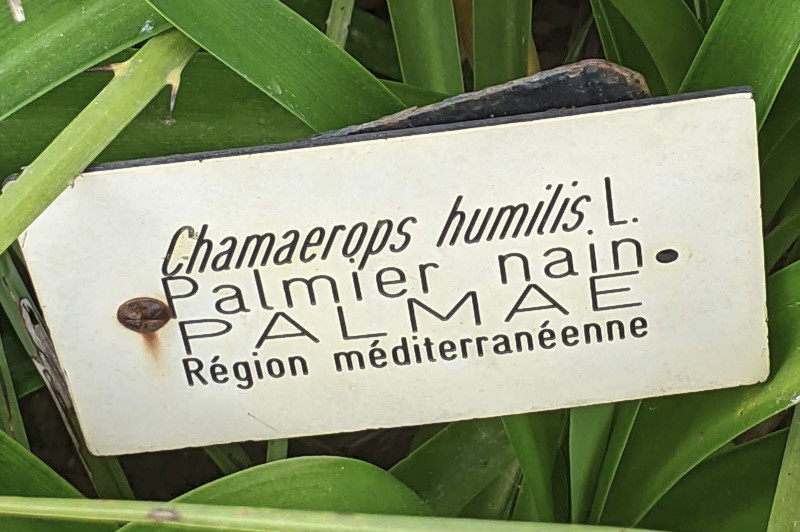 Chamaerops humilis L.
Palmier nain.
PALMAE
Région méditerranéenne